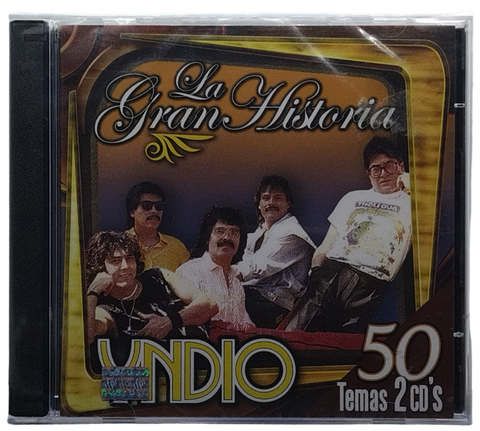 La
Gran Historia
YNDIO
50
Temas 2 CD's